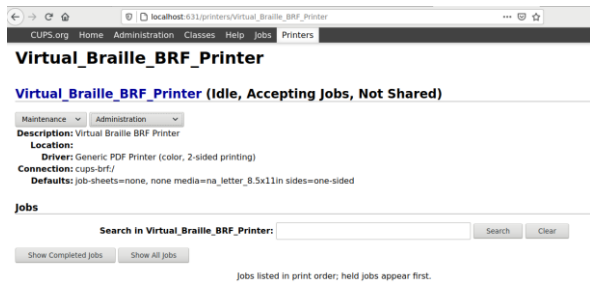 localhost:631/printers/Virtual_Braille_BRF_Printer
CUPS.org Home Administration Classes Help Jobs Printers
Virtual_Braille_BRF_Printer
Virtual_Braille_BRF_Printer (Idle, Accepting Jobs, Not Shared)
Maintenance Administration
Description: Virtual Braille BRF Printer
Location:
Driver: Generic PDF Printer (color, 2-sided printing)
Connection: cups-brf:/
Defaults: job-sheets=none, none media=na_letter_8.5x11in sides=one-sided
Jobs
Search in Virtual_Braille_BRF_Printer: Search Clear
Show Completed Jobs Show All Jobs
Jobs listed in print order; held jobs appear first.